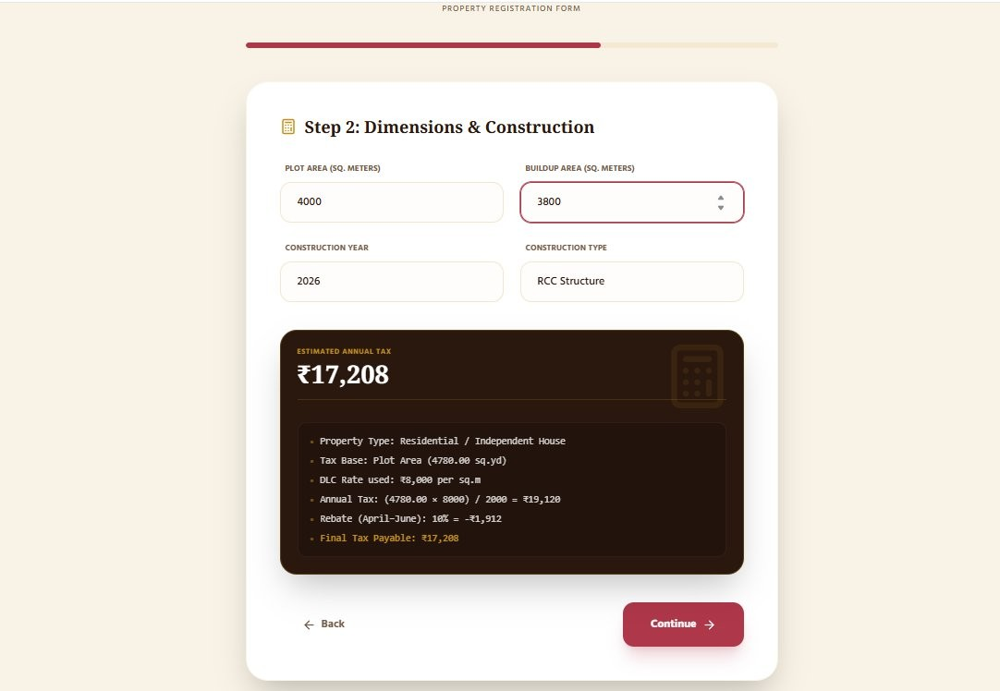 PROPERTY REGISTRATION FORM
Step 2: Dimensions & Construction
PLOT AREA (SQ. METERS)
BUILDUP AREA (SQ. METERS)
4000
3800
CONSTRUCTION YEAR
CONSTRUCTION TYPE
2026
RCC Structure
ESTIMATED ANNUAL TAX
₹17,208
• Property Type: Residential / Independent House
• Tax Base: Plot Area (4780.00 sq.yd)
• DLC Rate used: ₹8,000 per sq.m
• Annual Tax: (4780.00 × 8000) / 2000 = ₹19,120
• Rebate (April-June): 10% = -₹1,912
• Final Tax Payable: ₹17,208
← Back
Continue →